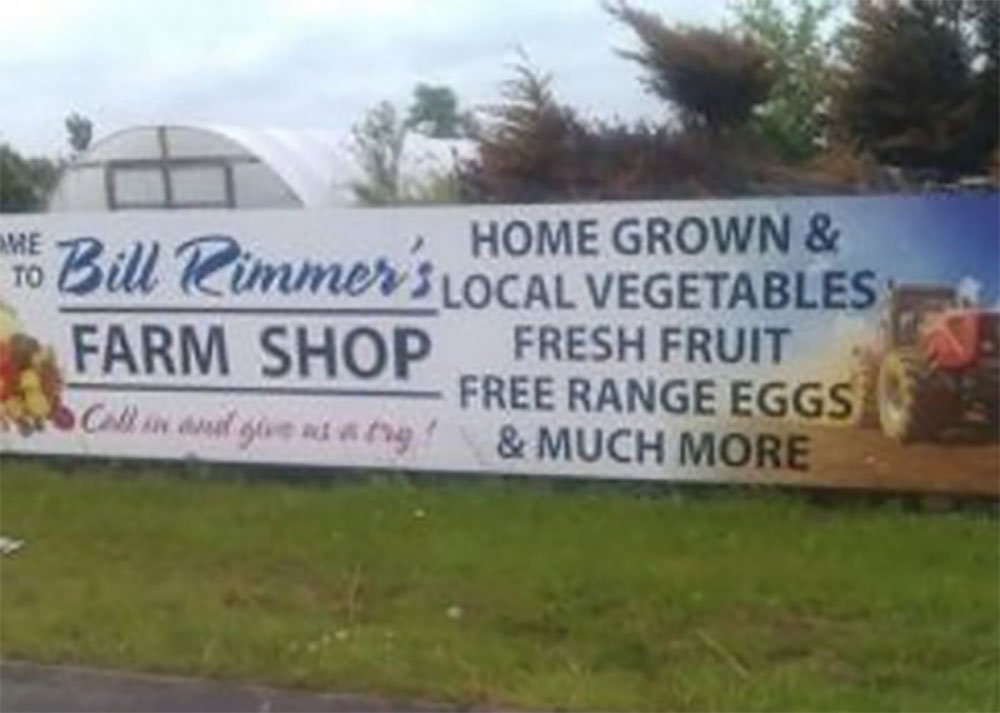 OME
TO
Bill Rimmer's
FARM SHOP
Call in and give us a try!
HOME GROWN &
LOCAL VEGETABLES
FRESH FRUIT
FREE RANGE EGGS
& MUCH MORE